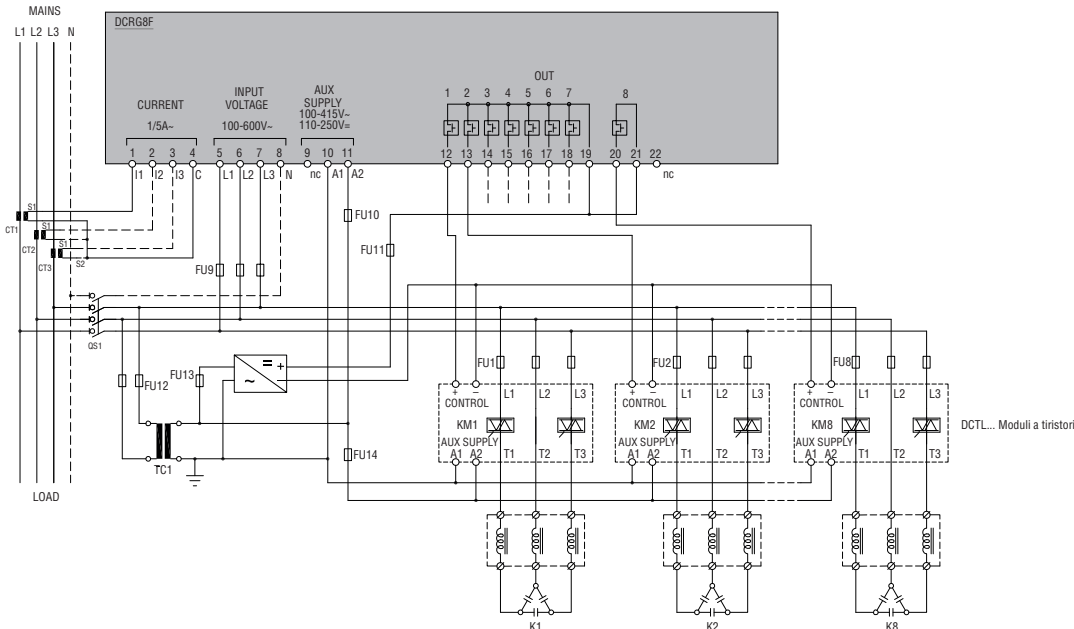 MAINS
L1 L2 L3 N
DCRG8F
CURRENT
1/5A~
INPUT
VOLTAGE
100-600V~
AUX
SUPPLY
100-415V~
110-250V=
OUT
1 2 3 4 5 6 7 8
1 2 3 4 5 6 7 8 9 10 11 12 13 14 15 16 17 18 19 20 21 22
I1 I2 I3 C L1 L2 L3 N nc A1 A2 nc
S1
CT1
S1
CT2
S1
CT3
S2
FU10
FU11
FU9
QS1
FU12
FU13
= +
~ –
TC1
FU14
LOAD
FU1
FU2
FU8
+ –
CONTROL
L1 L2 L3
KM1
AUX SUPPLY
A1 A2 T1 T2 T3
+ –
CONTROL
L1 L2 L3
KM2
AUX SUPPLY
A1 A2 T1 T2 T3
+ –
CONTROL
L1 L2 L3
KM8
AUX SUPPLY
A1 A2 T1 T2 T3
DCTL... Moduli a tiristori
K1
K2
K8